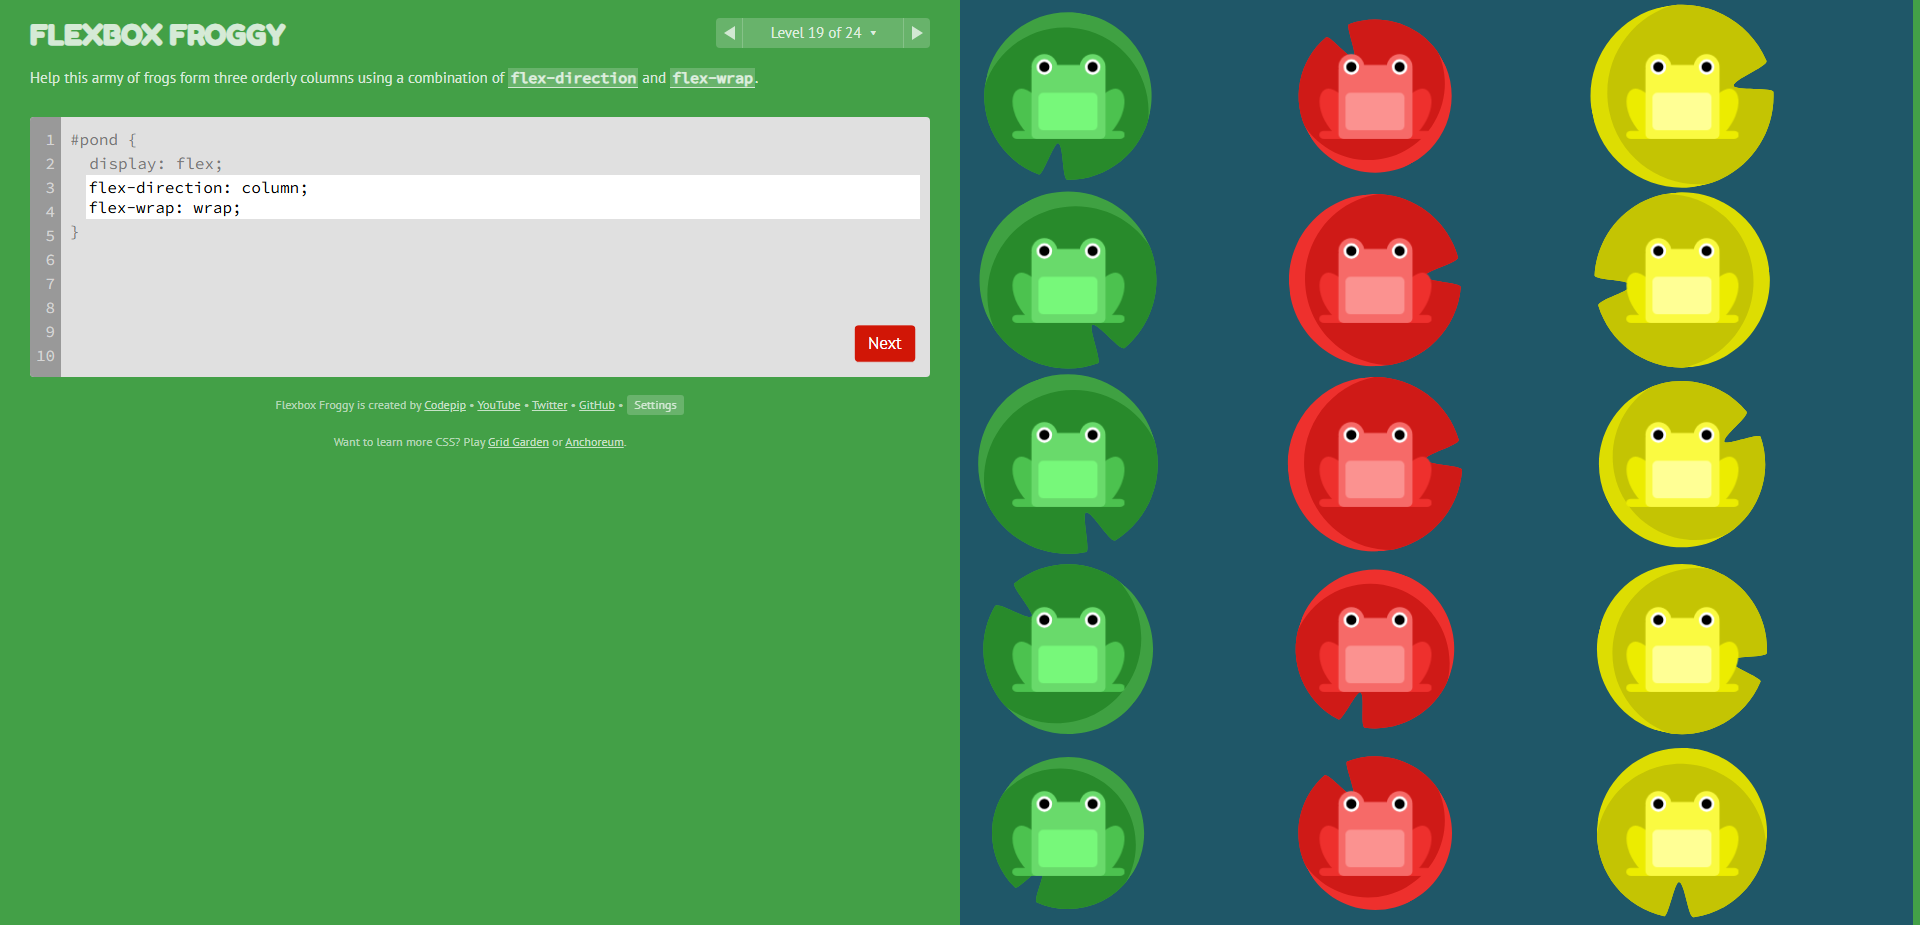 FLEXBOX FROGGY
Level 19 of 24
Help this army of frogs form three orderly columns using a combination of flex-direction and flex-wrap.
1 #pond {
2 display: flex;
3 flex-direction: column;
4 flex-wrap: wrap;
5 }
6
7
8
9
10
Next
Flexbox Froggy is created by Codepip • YouTube • Twitter • GitHub • Settings
Want to learn more CSS? Play Grid Garden or Anchoreum.